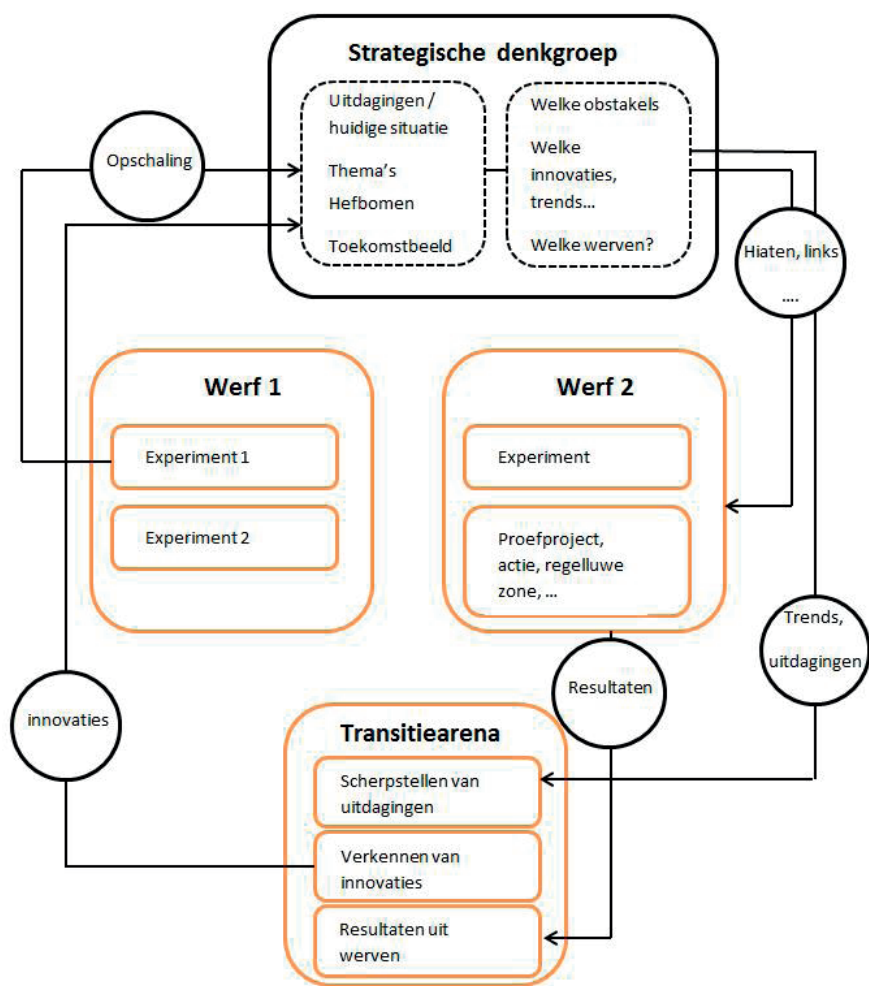 Strategische denkgroep
Uitdagingen /
huidige situatie
Thema's
Hefbomen
Toekomstbeeld
Welke obstakels
Welke
innovaties,
trends...
Welke werven?
Opschaling
Hiaten, links
....
Werf 1
Experiment 1
Experiment 2
Werf 2
Experiment
Proefproject,
actie, regelluwe
zone, ...
Trends,
uitdagingen
Resultaten
innovaties
Transitiearena
Scherpstellen van
uitdagingen
Verkennen van
innovaties
Resultaten uit
werven